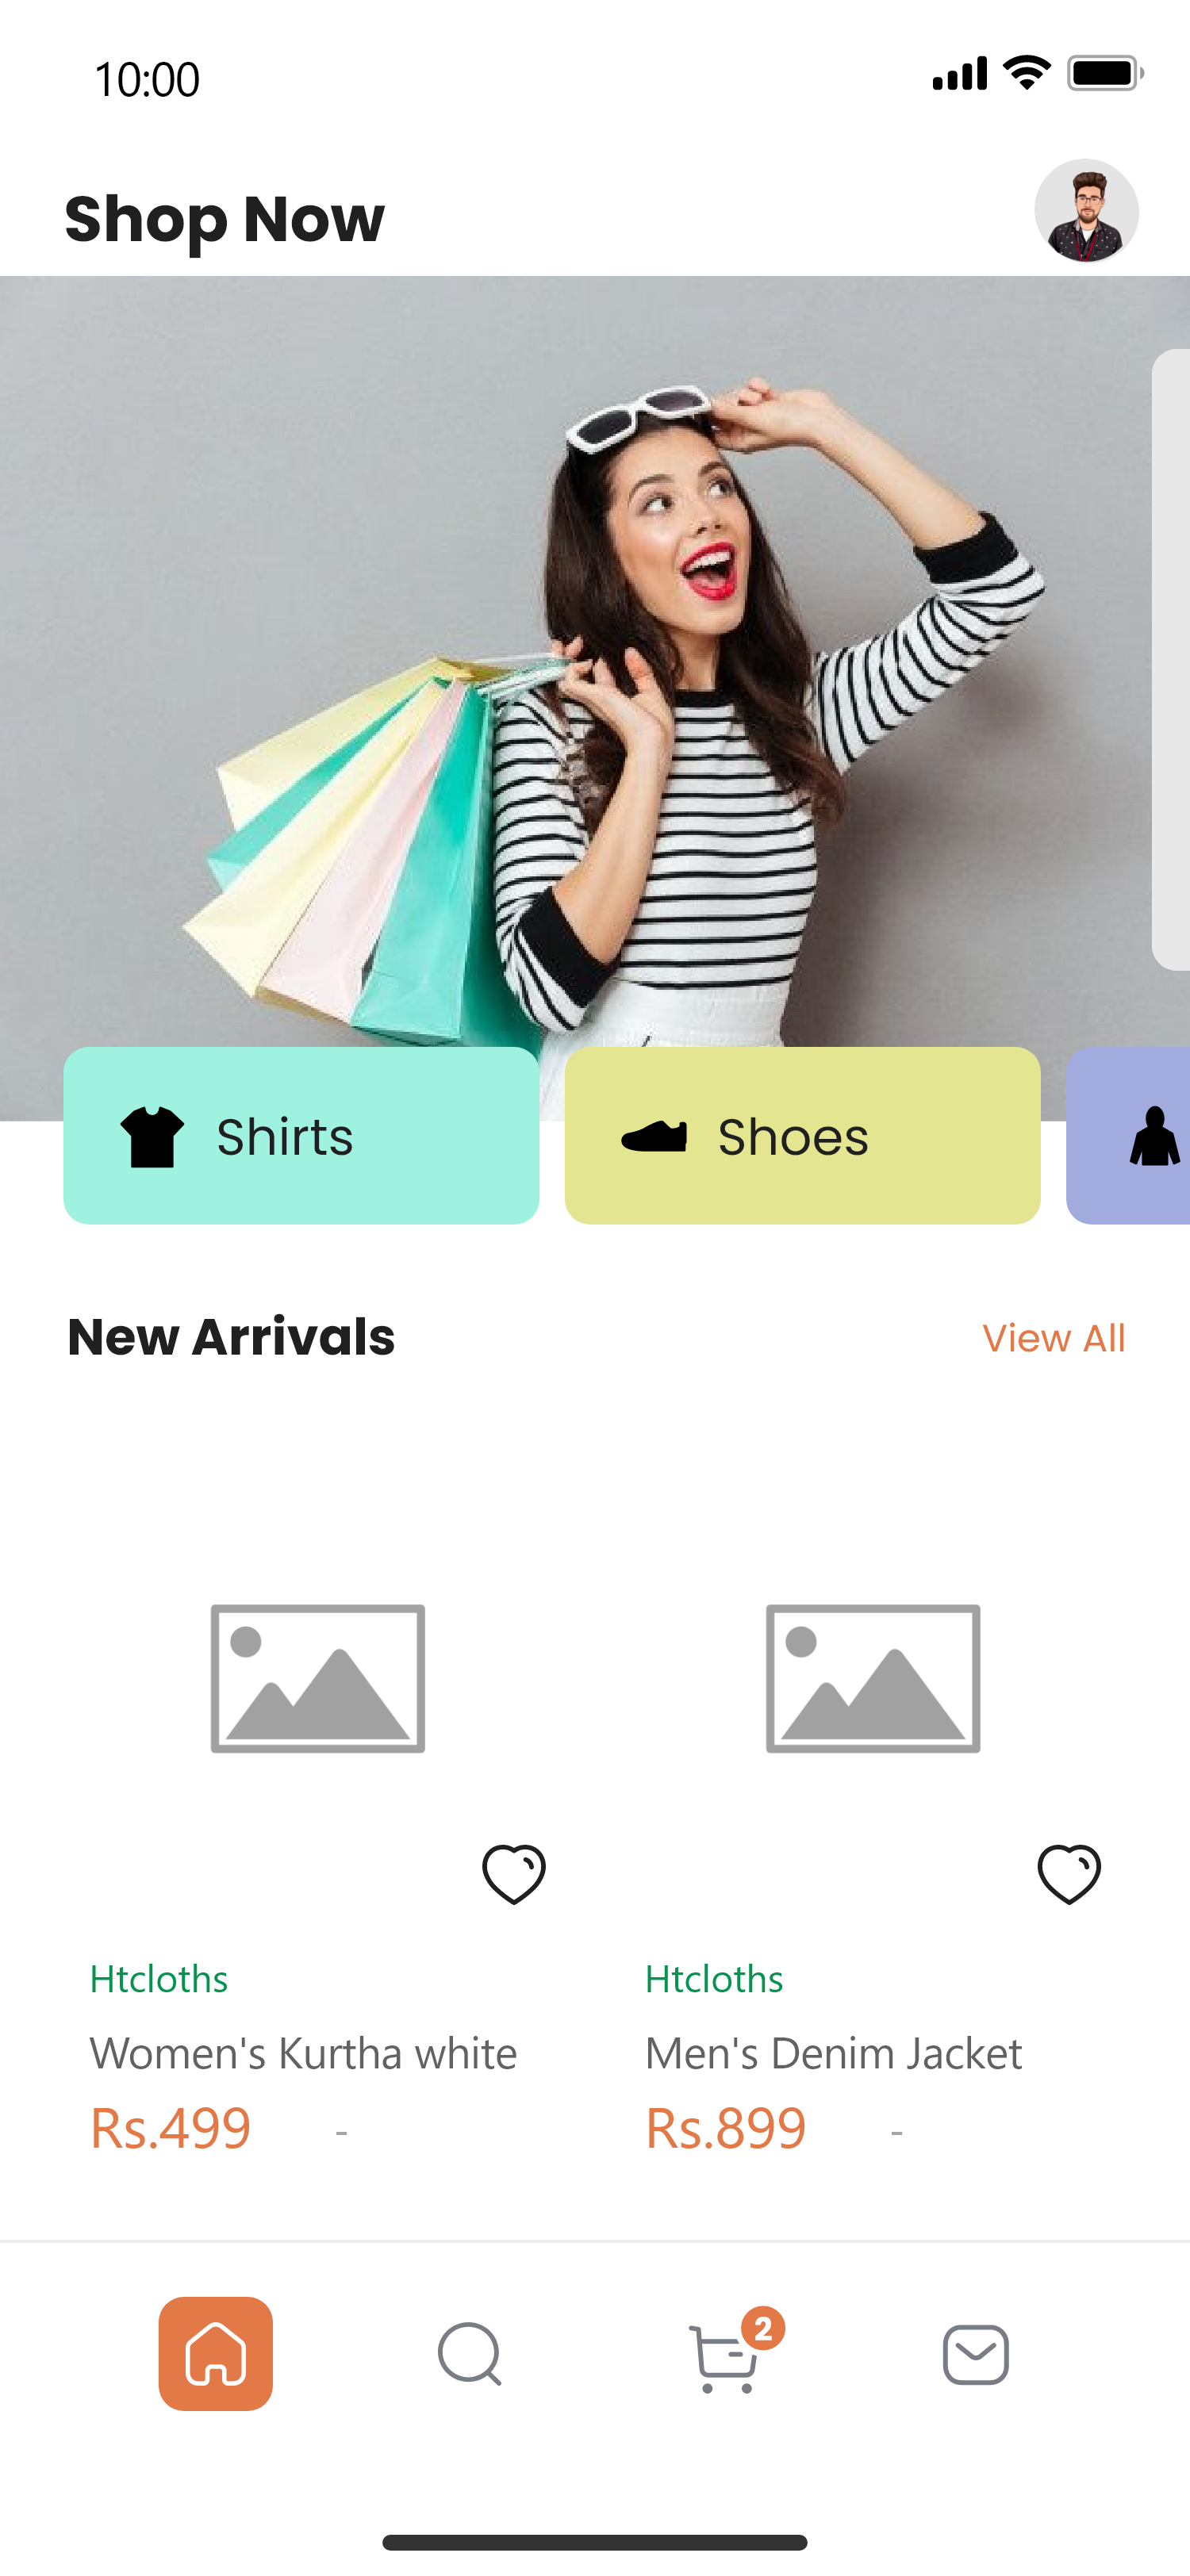 10:00
Shop Now
Shirts
Shoes
New Arrivals
View All
Htcloths
Htcloths
Women's Kurtha white
Men's Denim Jacket
Rs.499 -
Rs.899 -
2